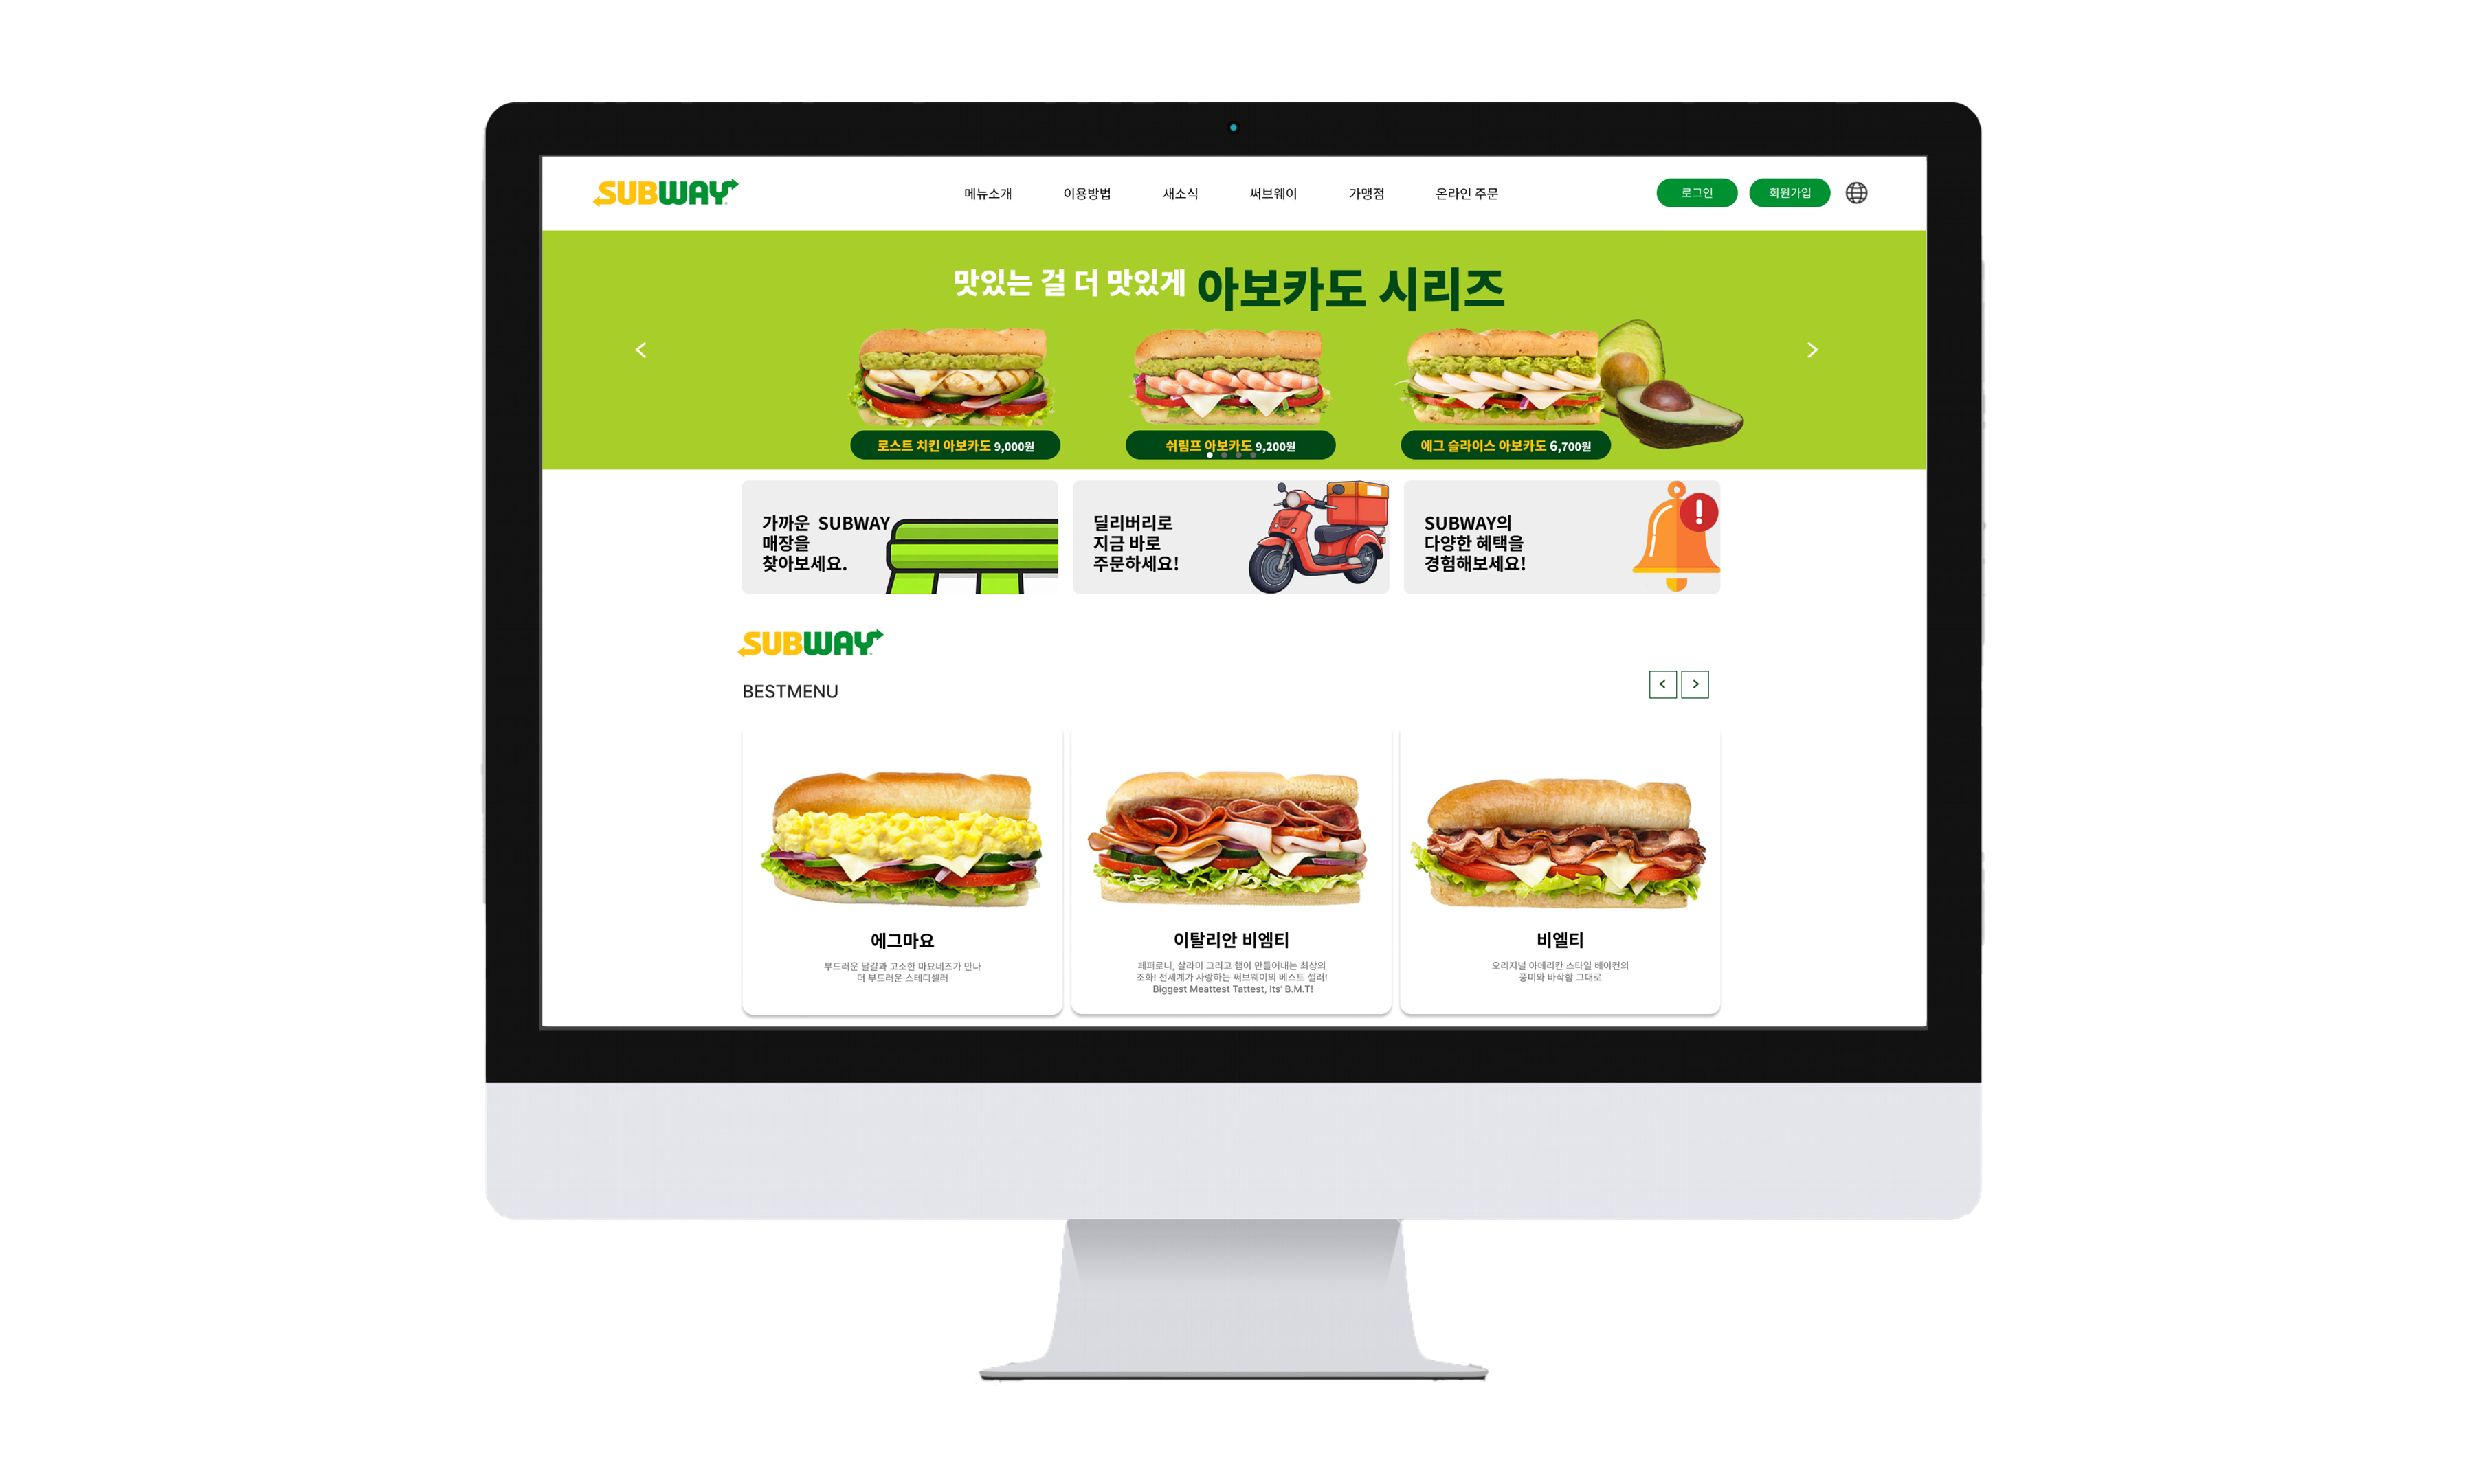 SUBWAY
메뉴소개 이용방법 새소식 써브웨이 가맹점 온라인 주문
로그인 회원가입
맛있는 걸 더 맛있게 아보카도 시리즈
로스트 치킨 아보카도 9,000원
쉬림프 아보카도 9,200원
에그 슬라이스 아보카도 6,700원
가까운 SUBWAY
매장을
찾아보세요.
딜리버리로
지금 바로
주문하세요!
SUBWAY의
다양한 혜택을
경험해보세요!
SUBWAY
BESTMENU
에그마요
부드러운 달걀과 고소한 마요네즈가 만나
더 부드러운 스테디셀러
이탈리안 비엠티
페퍼로니, 살라미 그리고 햄이 만들어내는 최상의
조화! 전세계가 사랑하는 써브웨이의 베스트 셀러!
Biggest Meattest Tattest, Its' B.M.T!
비엘티
오리지널 아메리칸 스타일 베이컨의
풍미와 바삭함 그대로